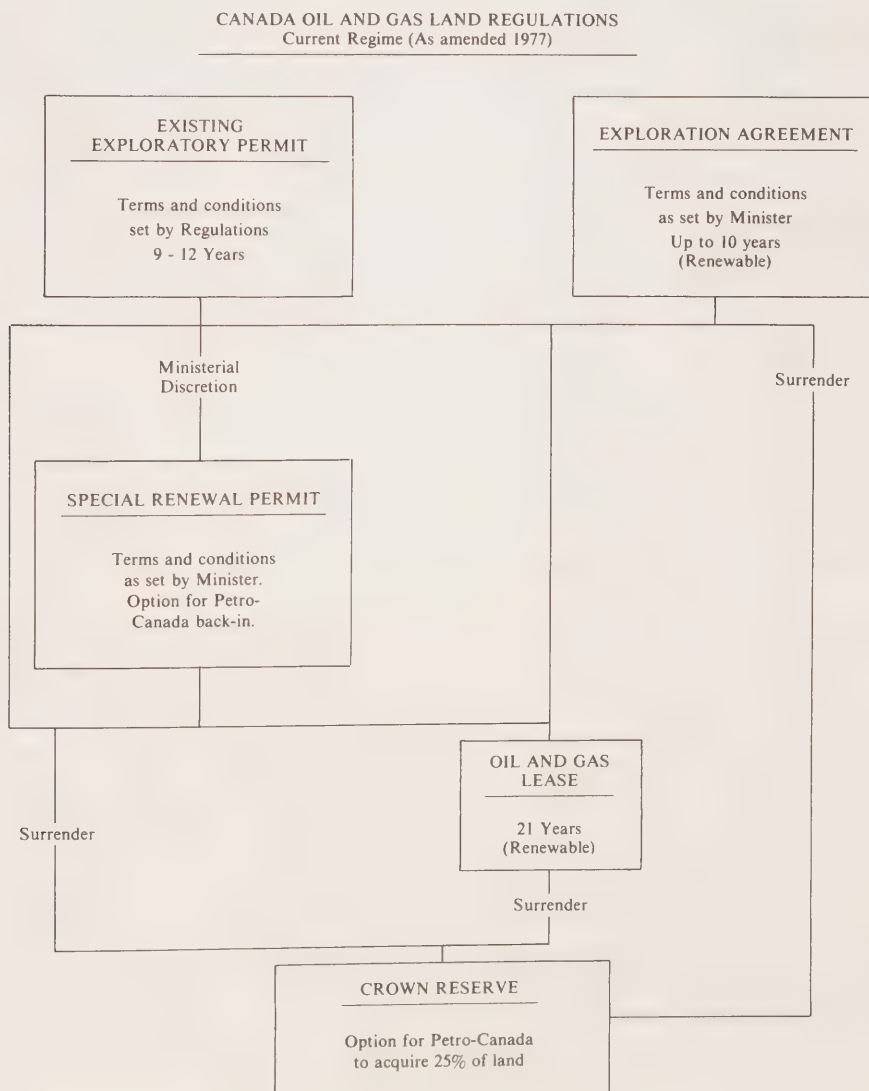 CANADA OIL AND GAS LAND REGULATIONS
Current Regime (As amended 1977)
EXISTING
EXPLORATORY PERMIT
Terms and conditions
set by Regulations
9 - 12 Years
EXPLORATION AGREEMENT
Terms and conditions
as set by Minister
Up to 10 years
(Renewable)
Ministerial
Discretion
Surrender
SPECIAL RENEWAL PERMIT
Terms and conditions
as set by Minister.
Option for Petro-
Canada back-in.
OIL AND GAS
LEASE
21 Years
(Renewable)
Surrender
Surrender
CROWN RESERVE
Option for Petro-Canada
to acquire 25% of land